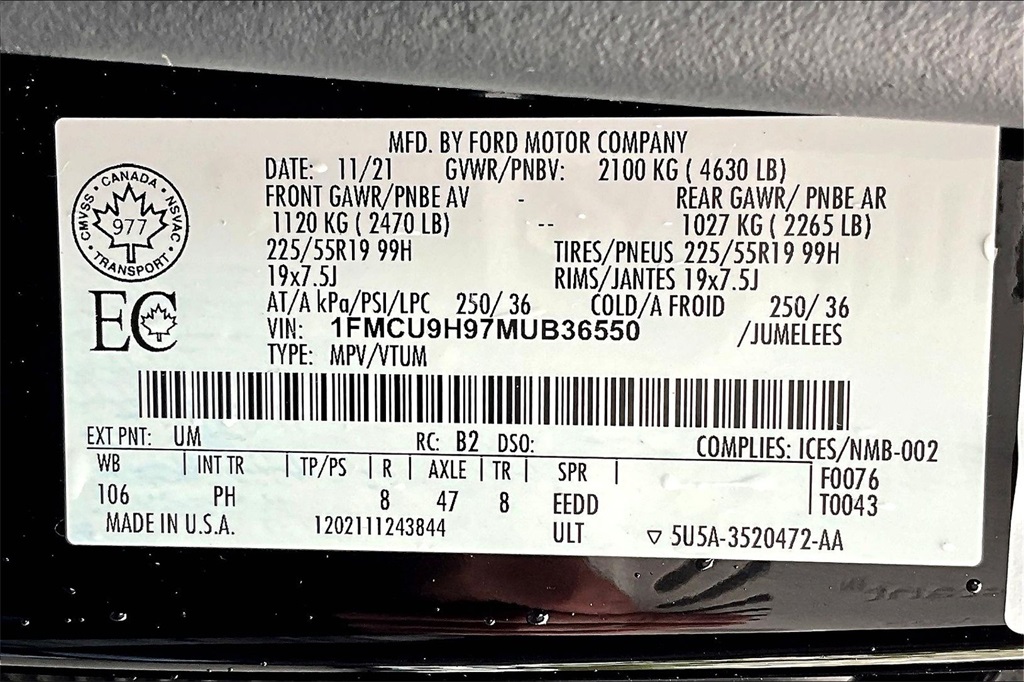 MFD. BY FORD MOTOR COMPANY
DATE: 11/21 GVWR/PNBV: 2100 KG ( 4630 LB)
FRONT GAWR/PNBE AV - REAR GAWR/ PNBE AR
1120 KG ( 2470 LB) -- 1027 KG ( 2265 LB)
225/55R19 99H TIRES/PNEUS 225/55R19 99H
19x7.5J RIMS/JANTES 19x7.5J
AT/A kPa/PSI/LPC 250/ 36 COLD/A FROID 250/ 36
VIN: 1FMCU9H97MUB36550 /JUMELEES
TYPE: MPV/VTUM
CANADA
CMVSS NSVAC
977
TRANSPORT
EC
EXT PNT: UM RC: B2 DSO: COMPLIES: ICES/NMB-002
WB | INT TR | TP/PS | R | AXLE | TR | SPR | F0076
106 PH 8 47 8 EEDD T0043
MADE IN U.S.A. 1202111243844 ULT ▽ 5U5A-3520472-AA